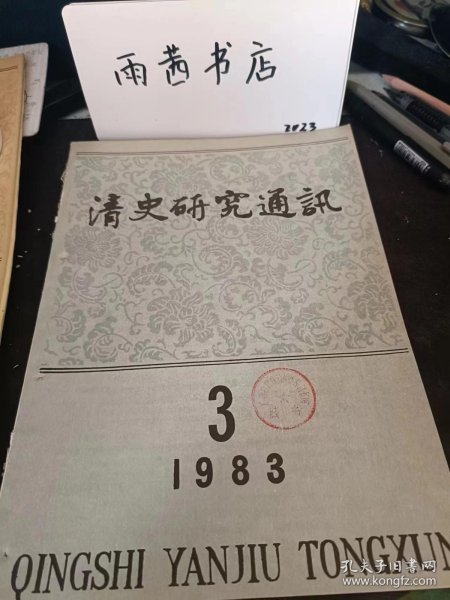 雨茜书店
2023
清史研究通訊
3
1983
QINGSHI YANJIU TONGXUN
孔夫子旧书网
www.kongfz.com